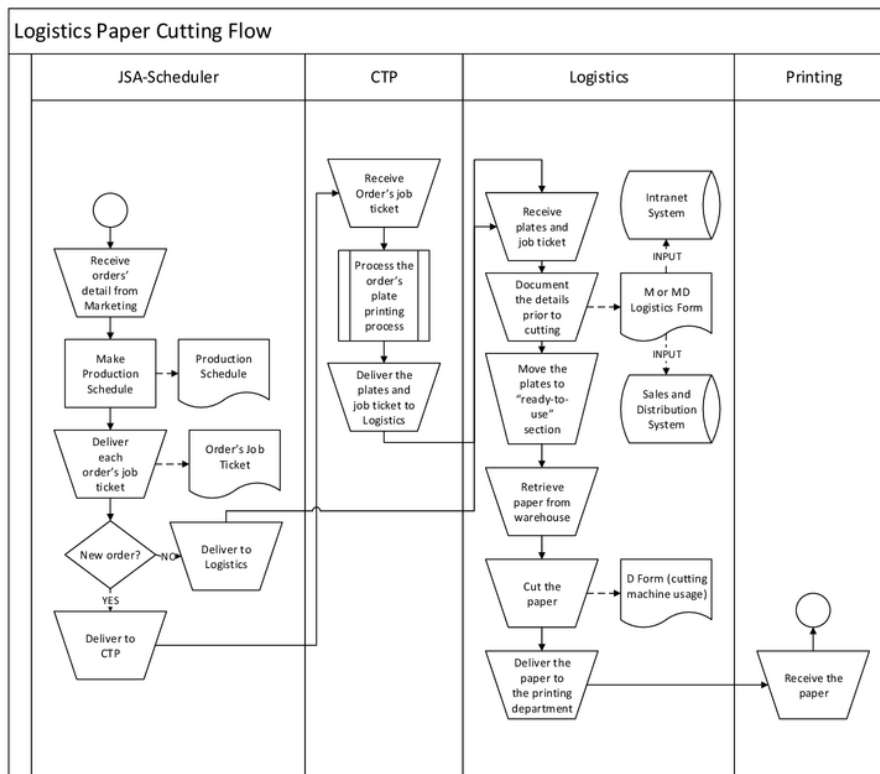 Logistics Paper Cutting Flow
JSA-Scheduler
CTP
Logistics
Printing
Receive
orders'
detail from
Marketing
Make
Production
Schedule
Production
Schedule
Deliver
each
order's job
ticket
Order's Job
Ticket
New order?
NO
Deliver to
Logistics
YES
Deliver to
CTP
Receive
Order's job
ticket
Process the
order's
plate
printing
process
Deliver the
plates and
job ticket to
Logistics
Receive
plates and
job ticket
Document
the details
prior to
cutting
Move the
plates to
"ready-to-
use"
section
Retrieve
paper from
warehouse
Cut the
paper
Deliver the
paper to
the printing
department
Intranet
System
INPUT
M or MD
Logistics Form
INPUT
Sales and
Distribution
System
D Form (cutting
machine usage)
Receive the
paper